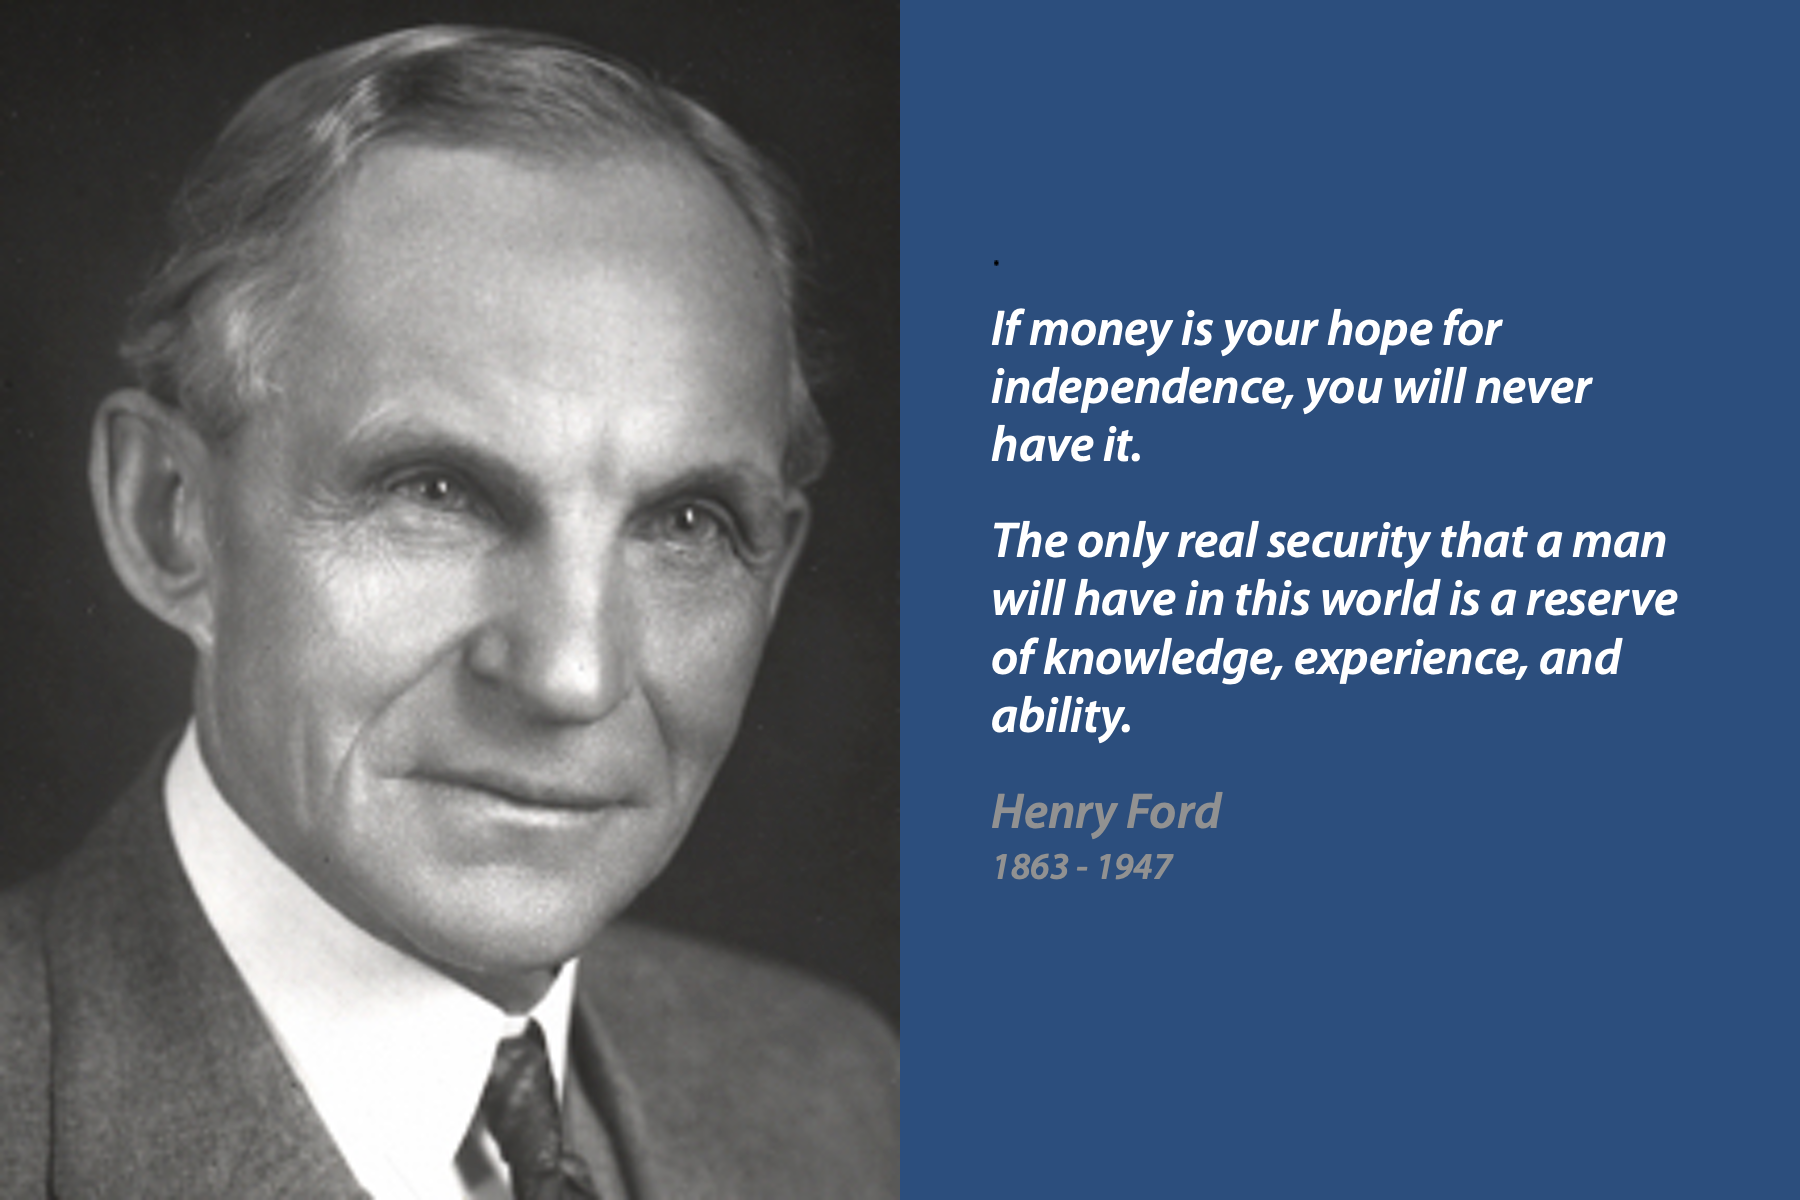 .
If money is your hope for
independence, you will never
have it.
The only real security that a man
will have in this world is a reserve
of knowledge, experience, and
ability.
Henry Ford
1863 - 1947